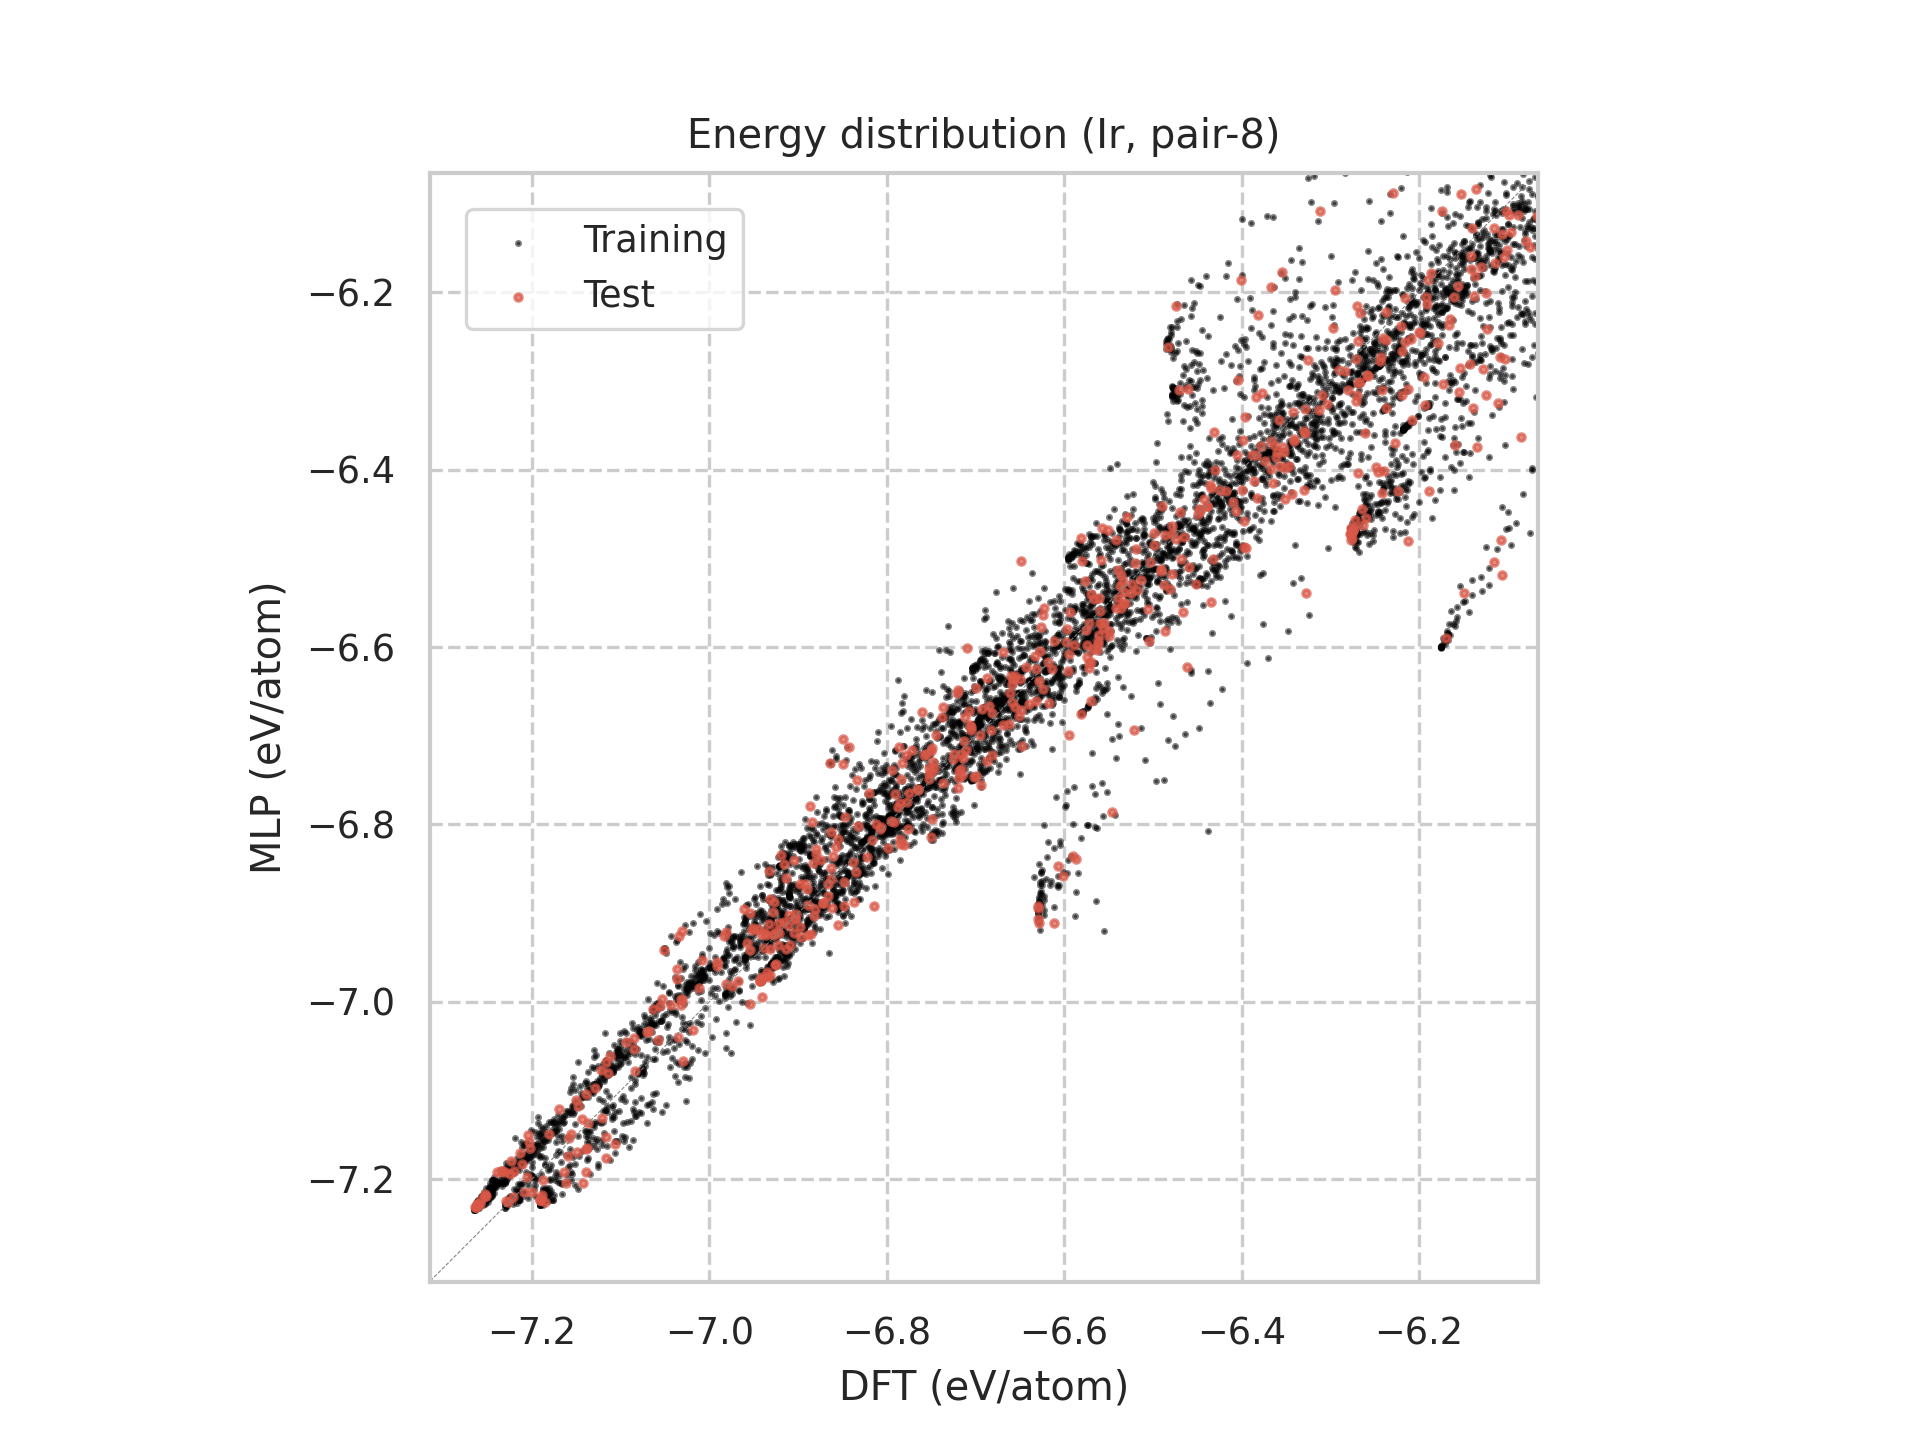 Energy distribution (Ir, pair-8)
Training
Test
MLP (eV/atom)
−6.2
−6.4
−6.6
−6.8
−7.0
−7.2
−7.2 −7.0 −6.8 −6.6 −6.4 −6.2
DFT (eV/atom)